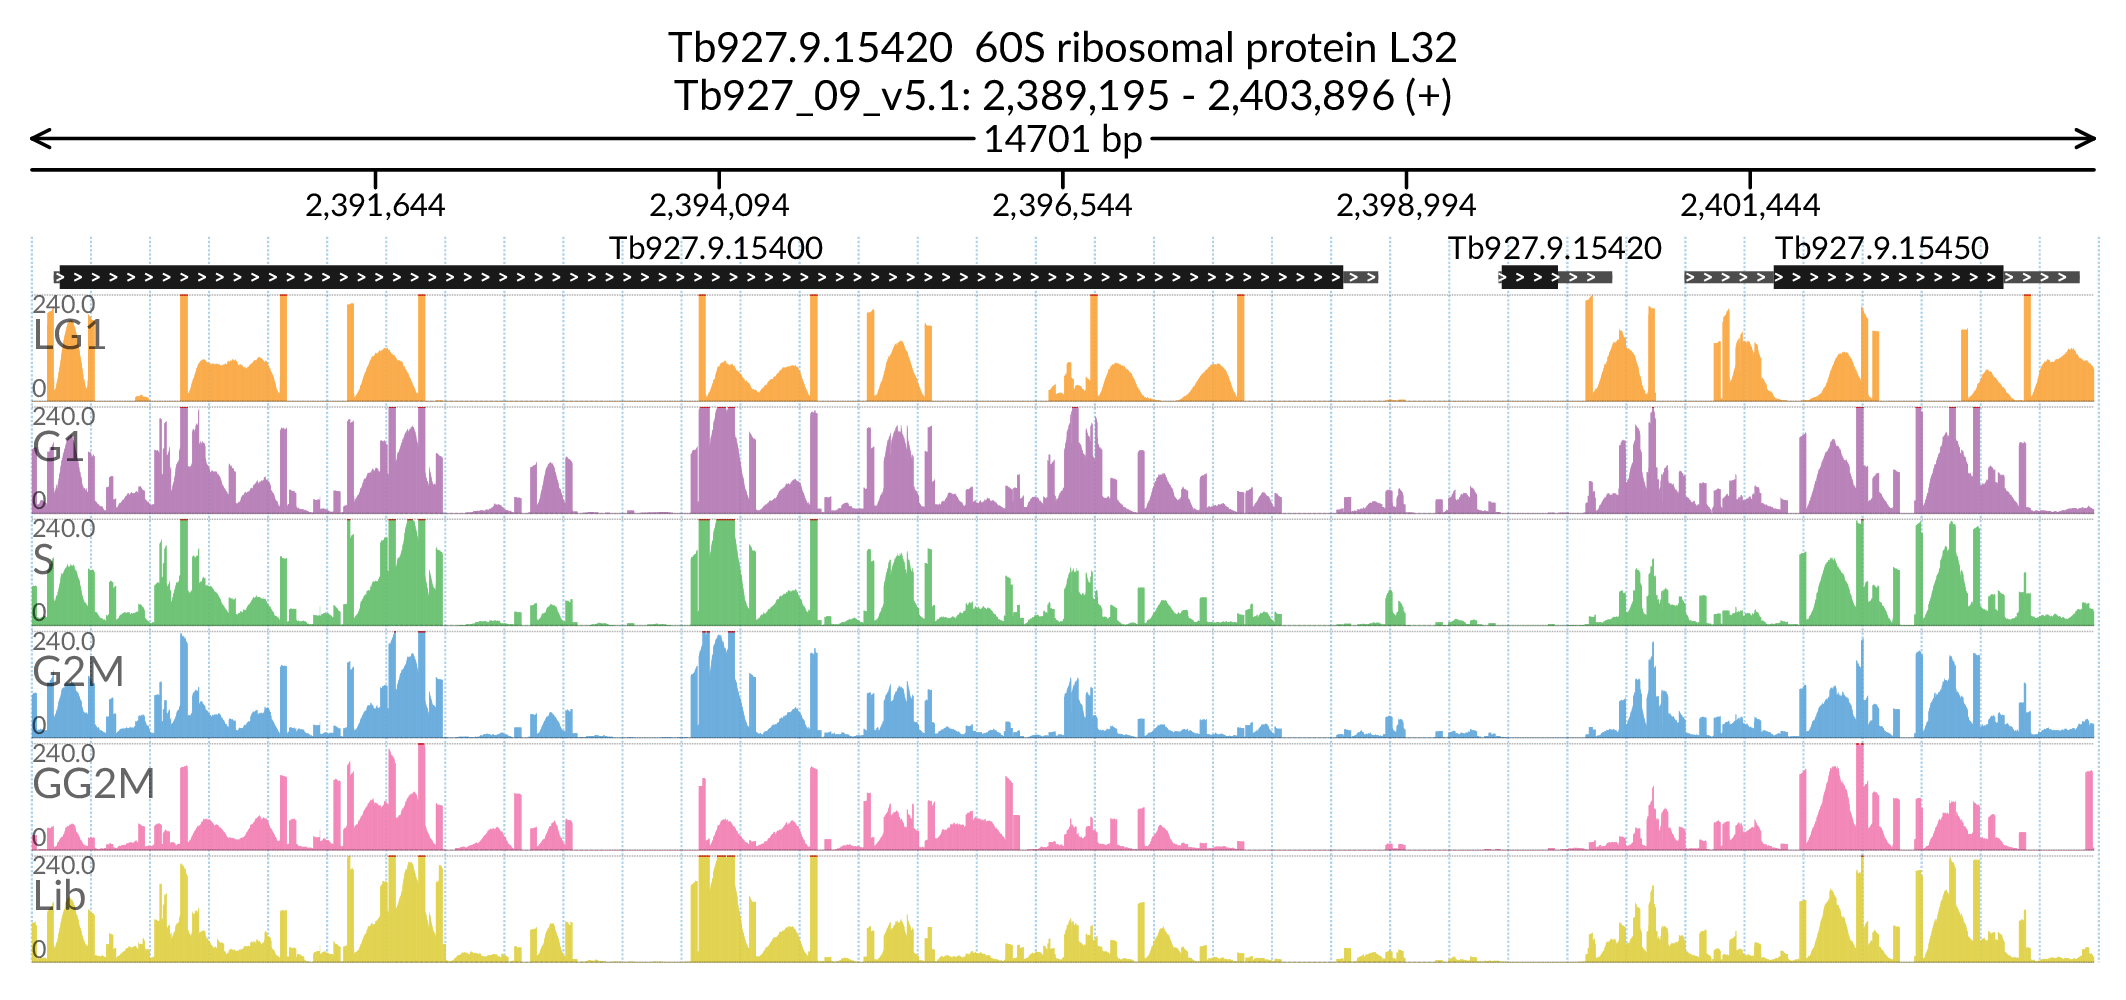 Tb927.9.15420  60S ribosomal protein L32
Tb927_09_v5.1: 2,389,195 - 2,403,896 (+)
14701 bp
2,391,644 2,394,094 2,396,544 2,398,994 2,401,444
Tb927.9.15400 Tb927.9.15420 Tb927.9.15450
240.0
LG1
0
240.0
G1
0
240.0
S
0
240.0
G2M
0
240.0
GG2M
0
240.0
Lib
0